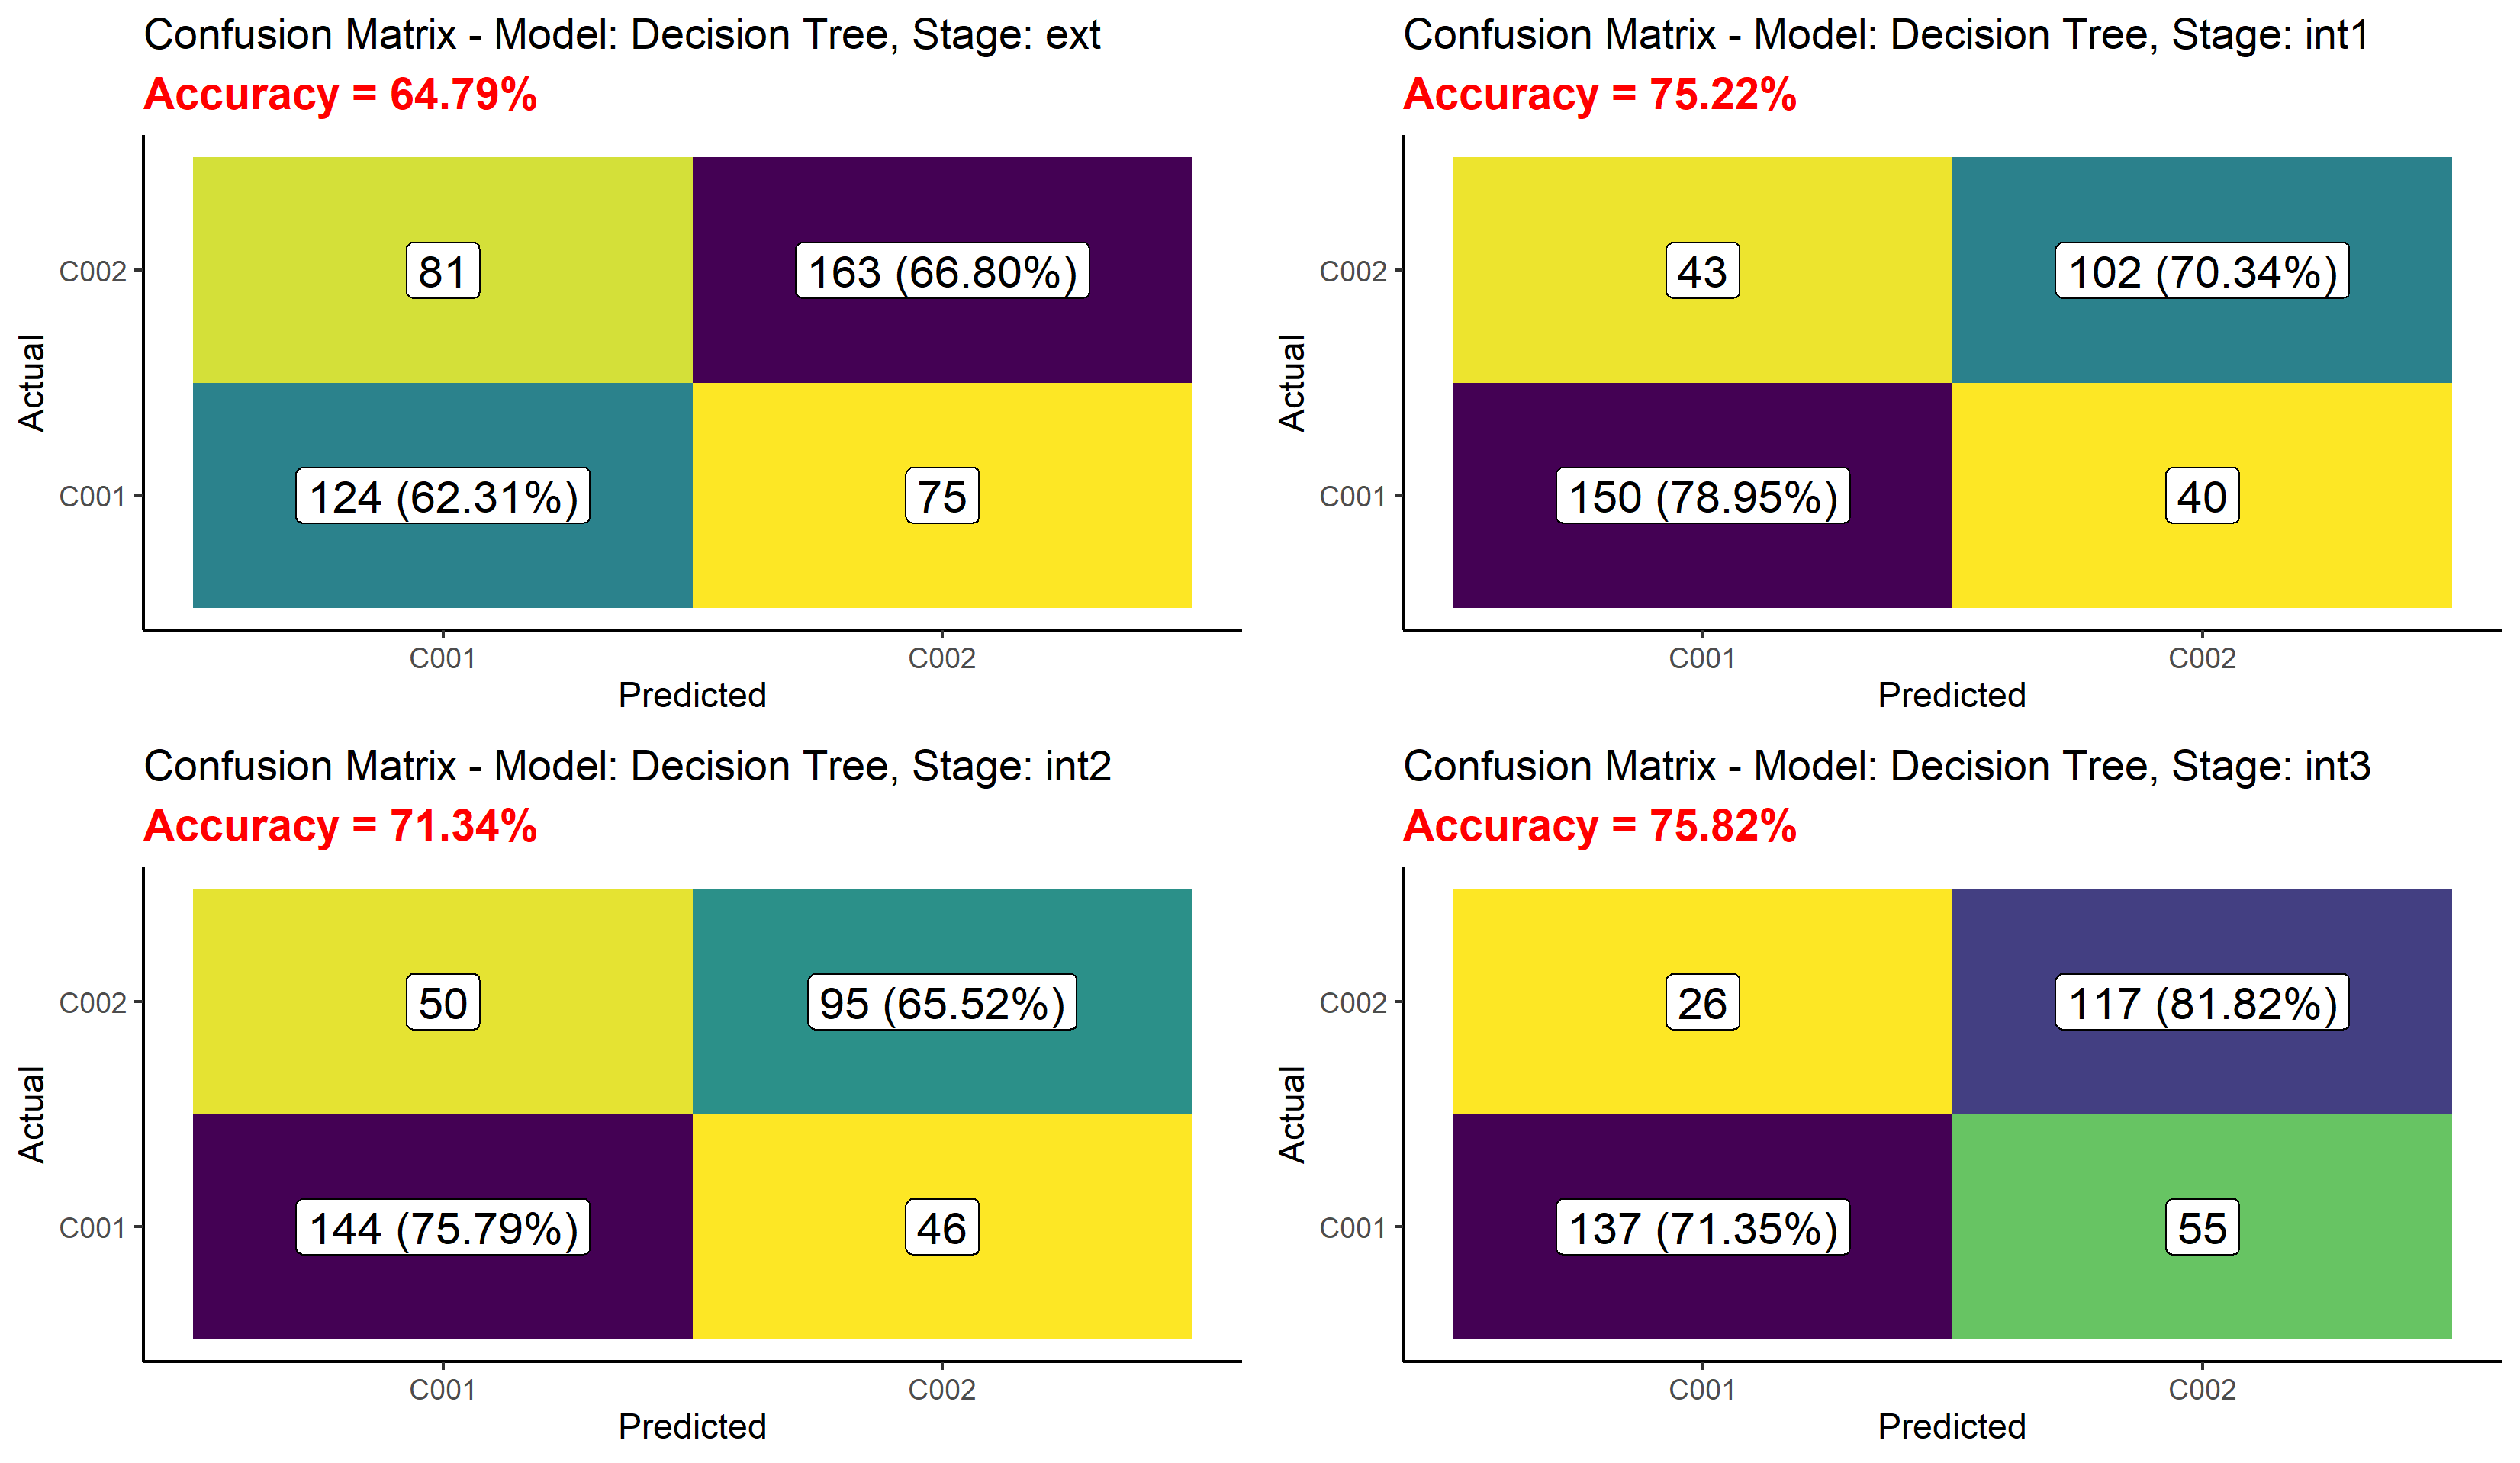 Confusion Matrix - Model: Decision Tree, Stage: ext
Accuracy = 64.79%
Actual
C002
81
163 (66.80%)
C001
124 (62.31%)
75
C001
C002
Predicted
Confusion Matrix - Model: Decision Tree, Stage: int1
Accuracy = 75.22%
Actual
C002
43
102 (70.34%)
C001
150 (78.95%)
40
C001
C002
Predicted
Confusion Matrix - Model: Decision Tree, Stage: int2
Accuracy = 71.34%
Actual
C002
50
95 (65.52%)
C001
144 (75.79%)
46
C001
C002
Predicted
Confusion Matrix - Model: Decision Tree, Stage: int3
Accuracy = 75.82%
Actual
C002
26
117 (81.82%)
C001
137 (71.35%)
55
C001
C002
Predicted